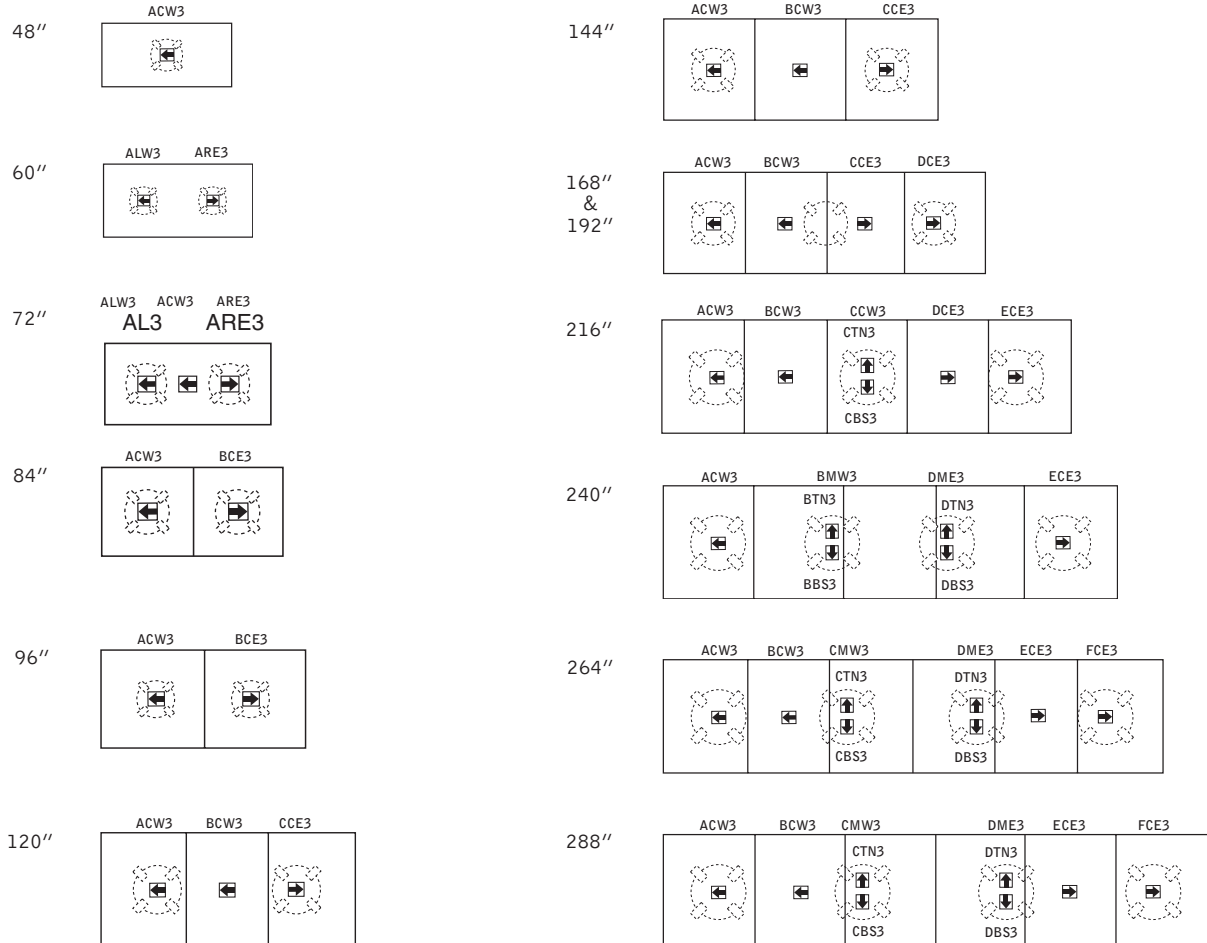 ACW3
48″
ALW3 ARE3
60″
ALW3 ACW3 ARE3
72″ AL3 ARE3
ACW3 BCE3
84″
ACW3 BCE3
96″
ACW3 BCW3 CCE3
120″
ACW3 BCW3 CCE3
144″
ACW3 BCW3 CCE3 DCE3
168″
&
192″
ACW3 BCW3 CCW3 DCE3 ECE3
216″ CTN3
CBS3
ACW3 BMW3 DME3 ECE3
240″ BTN3 DTN3
BBS3 DBS3
ACW3 BCW3 CMW3 DME3 ECE3 FCE3
264″ CTN3 DTN3
CBS3 DBS3
ACW3 BCW3 CMW3 DME3 ECE3 FCE3
288″ CTN3 DTN3
CBS3 DBS3